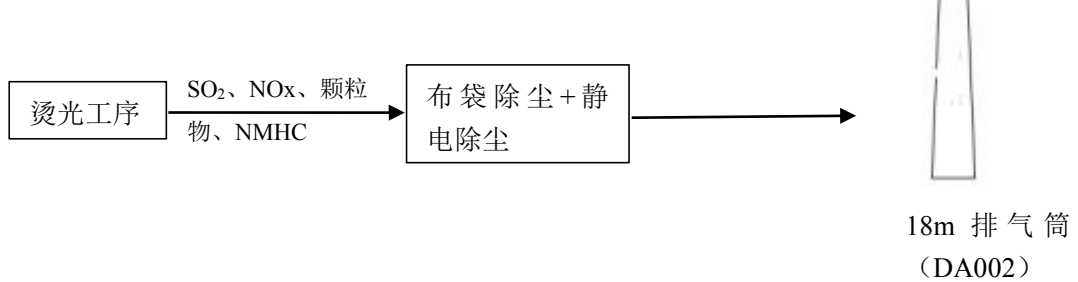 SO₂、NOx、颗粒
物、NMHC
烫光工序
布袋除尘+静
电除尘
18m 排气筒
（DA002）